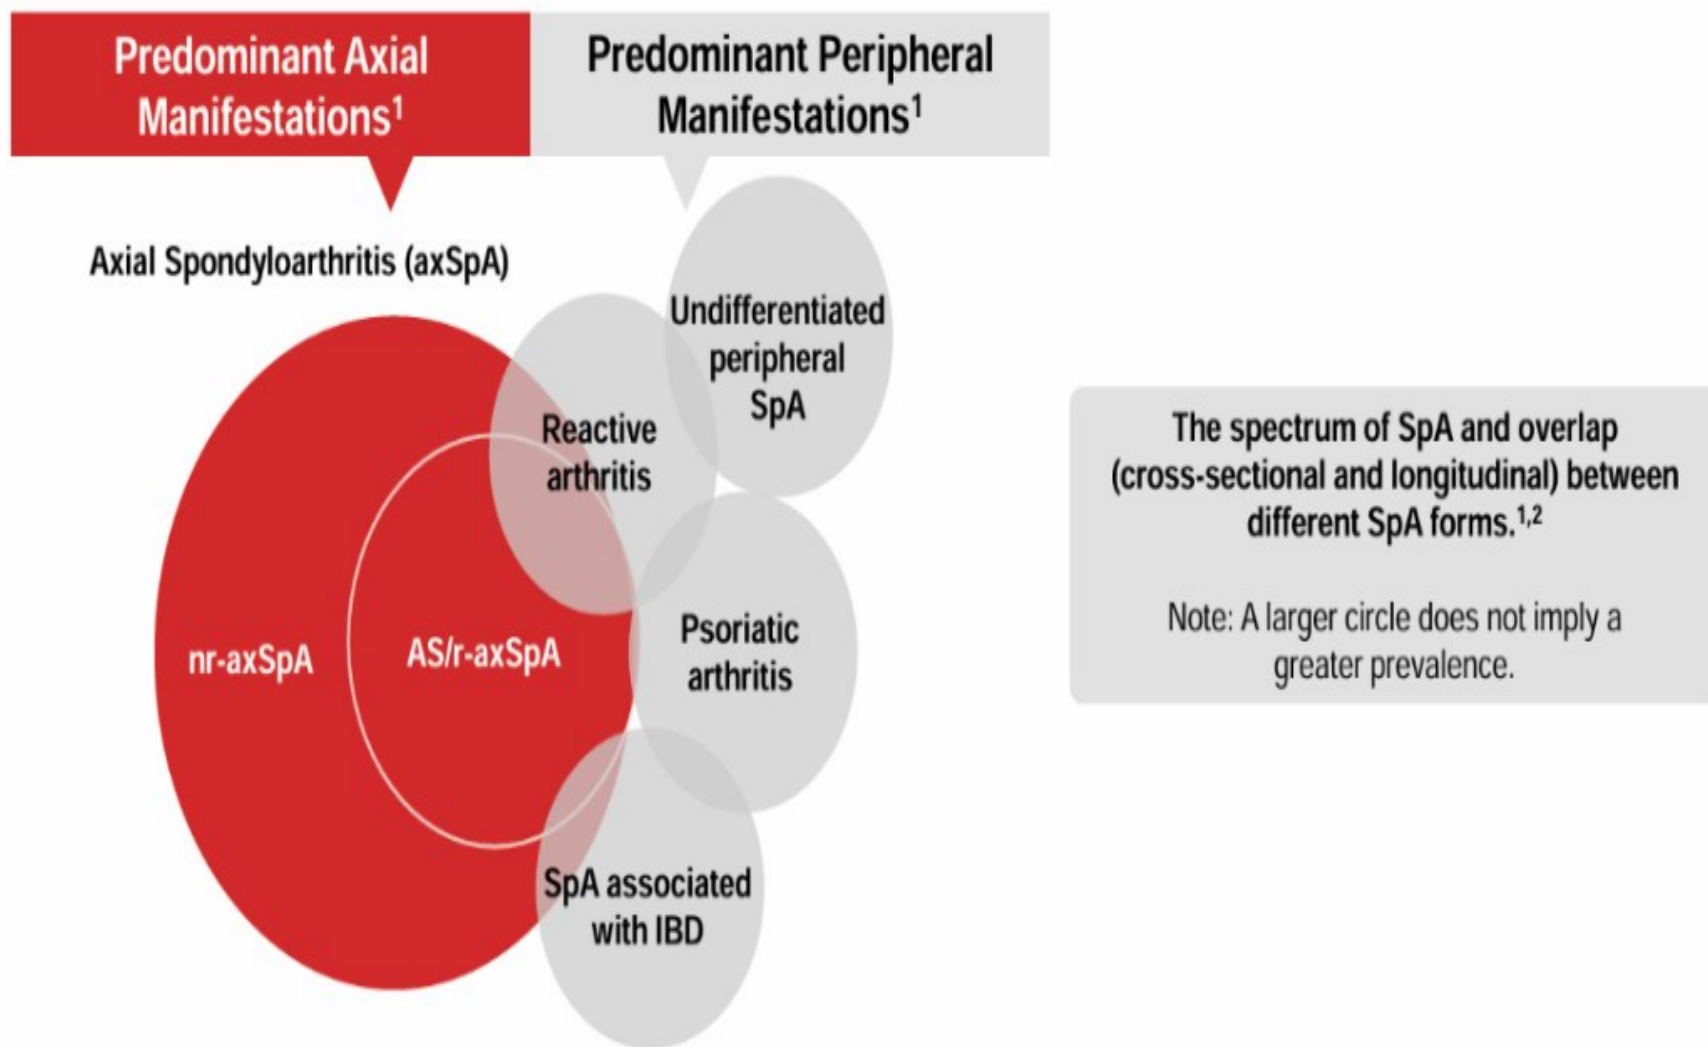 Predominant Axial
Manifestations¹
Predominant Peripheral
Manifestations¹
Axial Spondyloarthritis (axSpA)
Undifferentiated
peripheral
SpA
Reactive
arthritis
nr-axSpA
AS/r-axSpA
Psoriatic
arthritis
SpA associated
with IBD
The spectrum of SpA and overlap
(cross-sectional and longitudinal) between
different SpA forms.¹,²
Note: A larger circle does not imply a
greater prevalence.